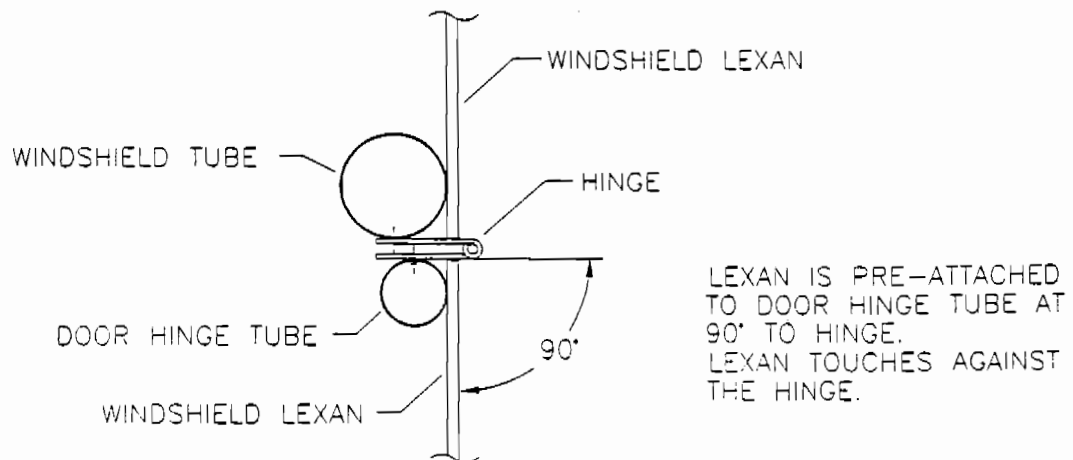 WINDSHIELD LEXAN
WINDSHIELD TUBE
HINGE
LEXAN IS PRE-ATTACHED
TO DOOR HINGE TUBE AT
90° TO HINGE.
LEXAN TOUCHES AGAINST
THE HINGE.
DOOR HINGE TUBE
90°
WINDSHIELD LEXAN